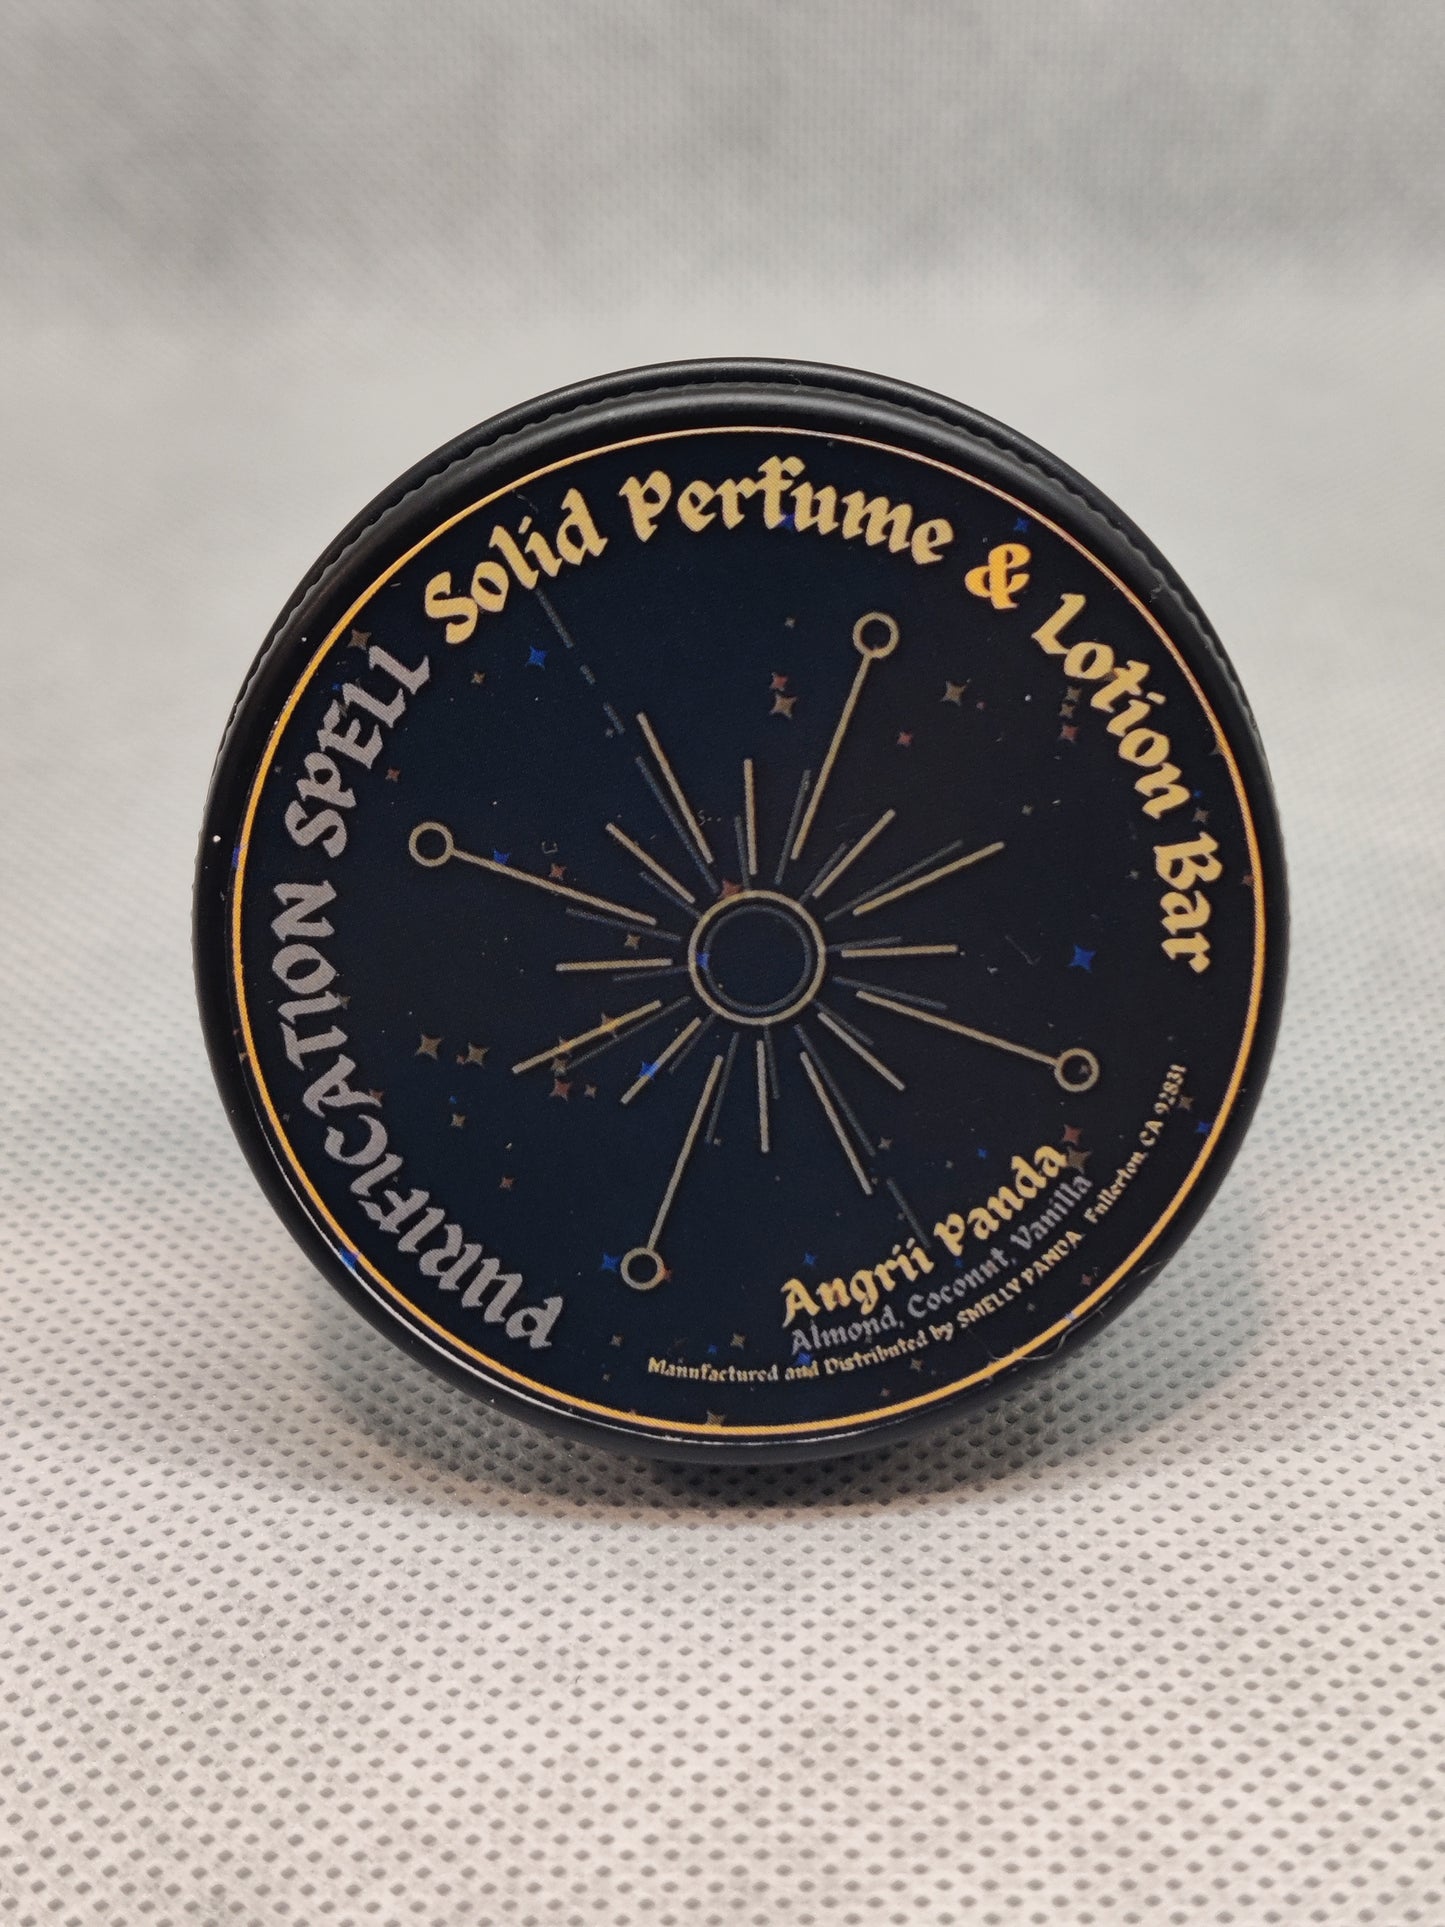 PURIFICATION SPELL Solid Perfume & Lotion Bar
Angrii Panda
Almond, Coconut, Vanilla
Manufactured and Distributed by SMELLY PANDA Fullerton, CA 92831